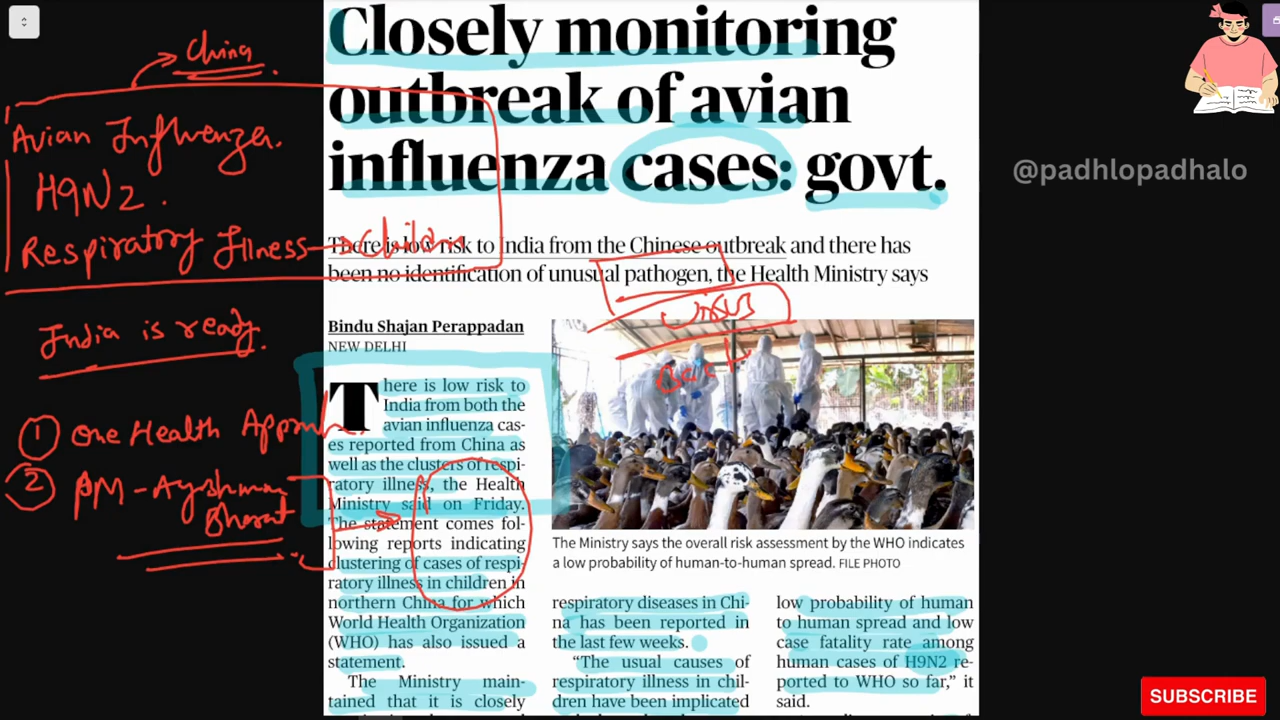 China
Avian Influenza.
H9N2.
Respiratory Illness → Children
India is ready.
① One Health Approach
② PM-Ayushman
Bharat
Closely monitoring
outbreak of avian
influenza cases: govt.
There is low risk to India from the Chinese outbreak and there has
been no identification of unusual pathogen, the Health Ministry says
virus
Bact
Bindu Shajan Perappadan
NEW DELHI
There is low risk to
India from both the
avian influenza cas-
es reported from China as
well as the clusters of respi-
ratory illness, the Health
Ministry said on Friday.
The statement comes fol-
lowing reports indicating
clustering of cases of respi-
ratory illness in children in
northern China for which
World Health Organization
(WHO) has also issued a
statement.
The Ministry main-
tained that it is closely
The Ministry says the overall risk assessment by the WHO indicates
a low probability of human-to-human spread. FILE PHOTO
respiratory diseases in Chi-
na has been reported in
the last few weeks.
"The usual causes of
respiratory illness in chil-
dren have been implicated
low probability of human
to human spread and low
case fatality rate among
human cases of H9N2 re-
ported to WHO so far," it
said.
@padhlopadhalo
SUBSCRIBE